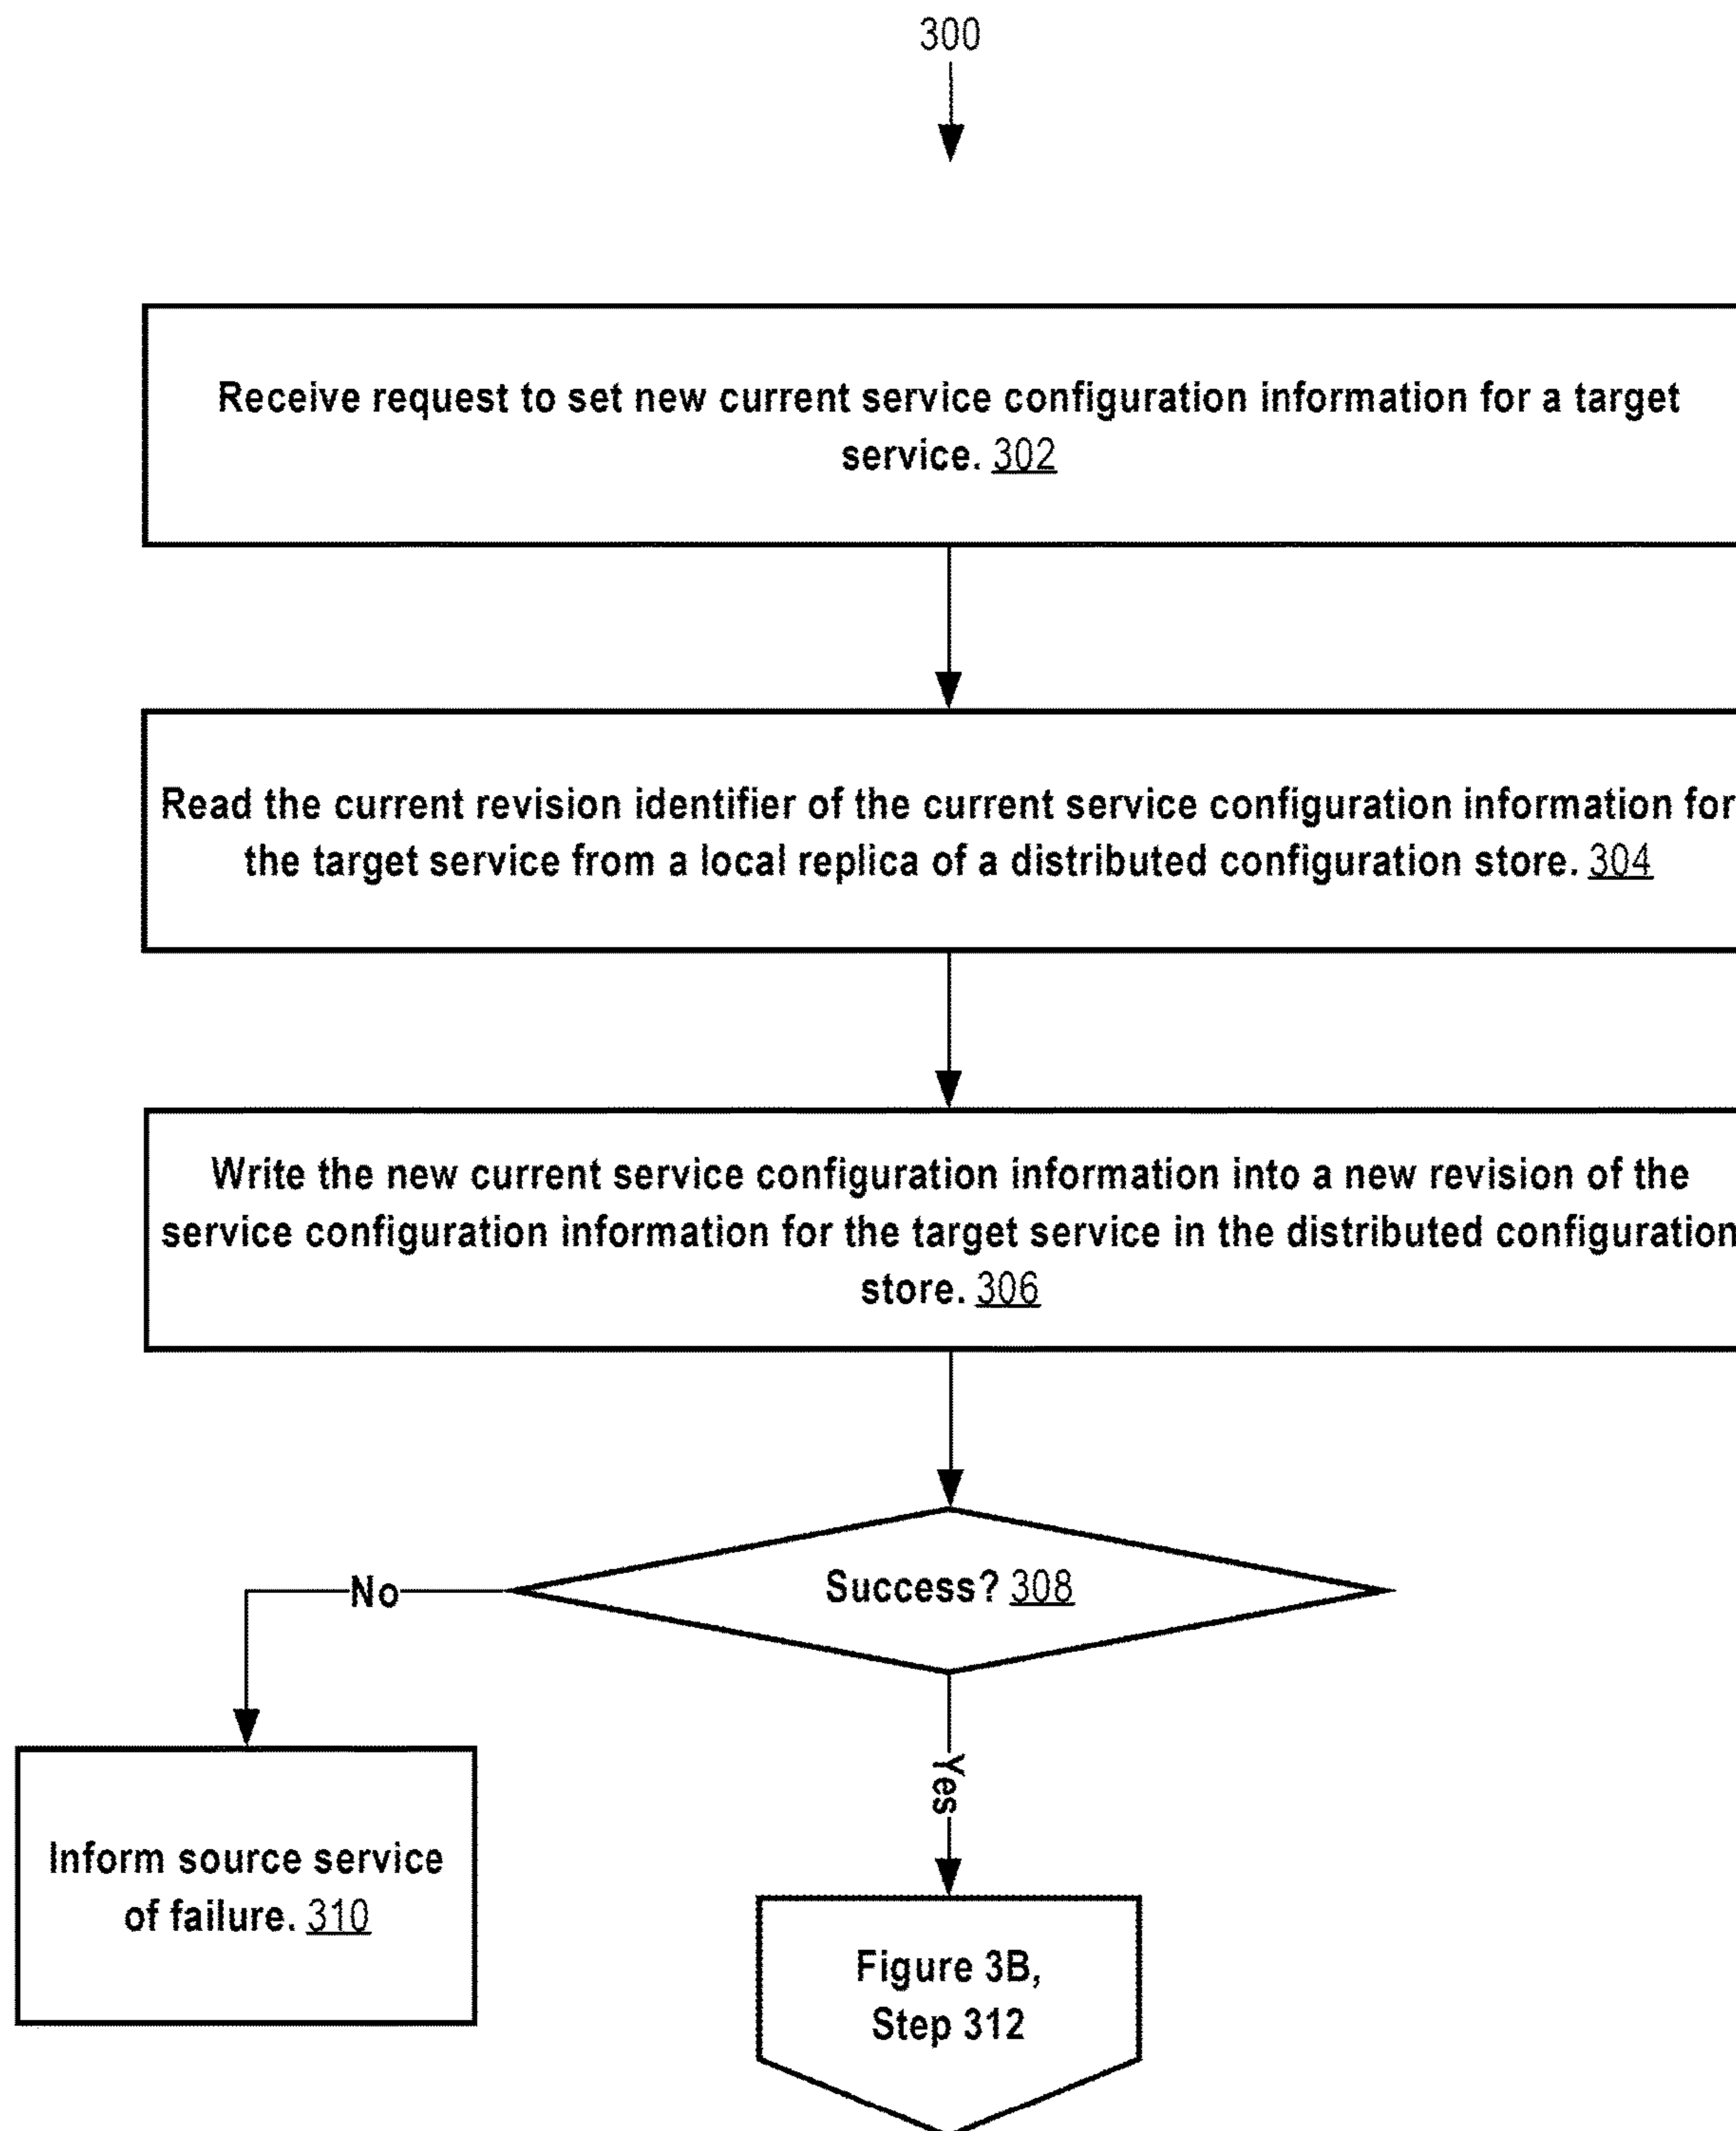 300
Receive request to set new current service configuration information for a target
service. 302
Read the current revision identifier of the current service configuration information for
the target service from a local replica of a distributed configuration store. 304
Write the new current service configuration information into a new revision of the
service configuration information for the target service in the distributed configuration
store. 306
Success? 308
No
Yes
Inform source service
of failure. 310
Figure 3B,
Step 312